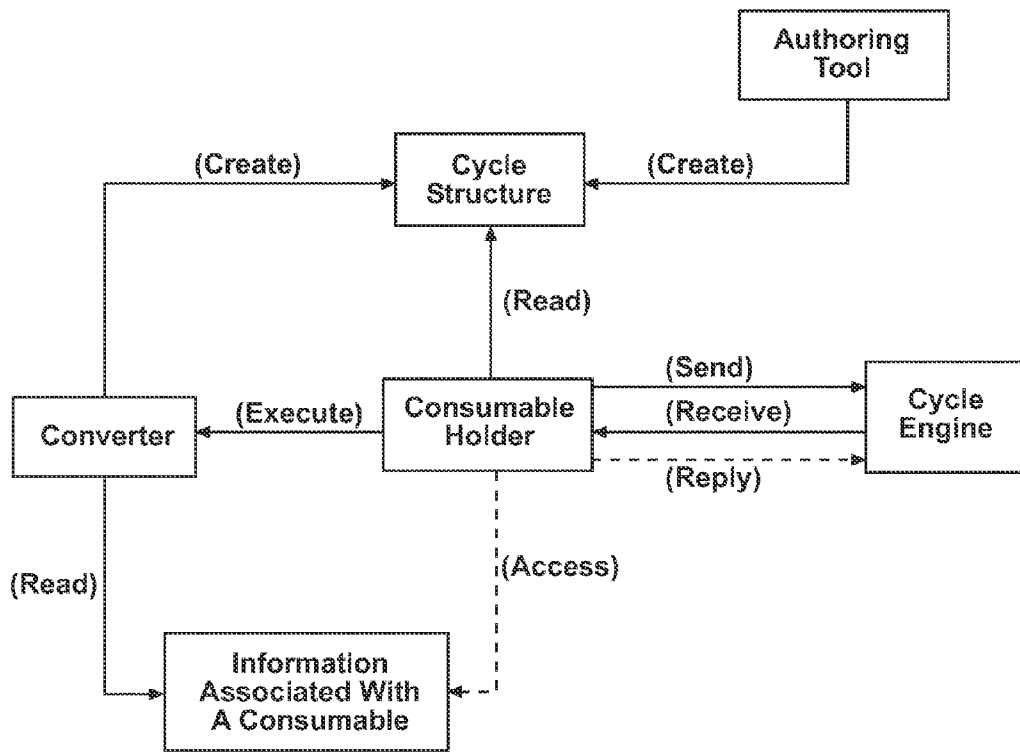 Authoring
Tool
(Create)
Cycle
Structure
(Create)
(Read)
(Send)
Consumable
Holder
(Execute)
Converter
(Receive)
Cycle
Engine
(Reply)
(Read)
(Access)
Information
Associated With
A Consumable